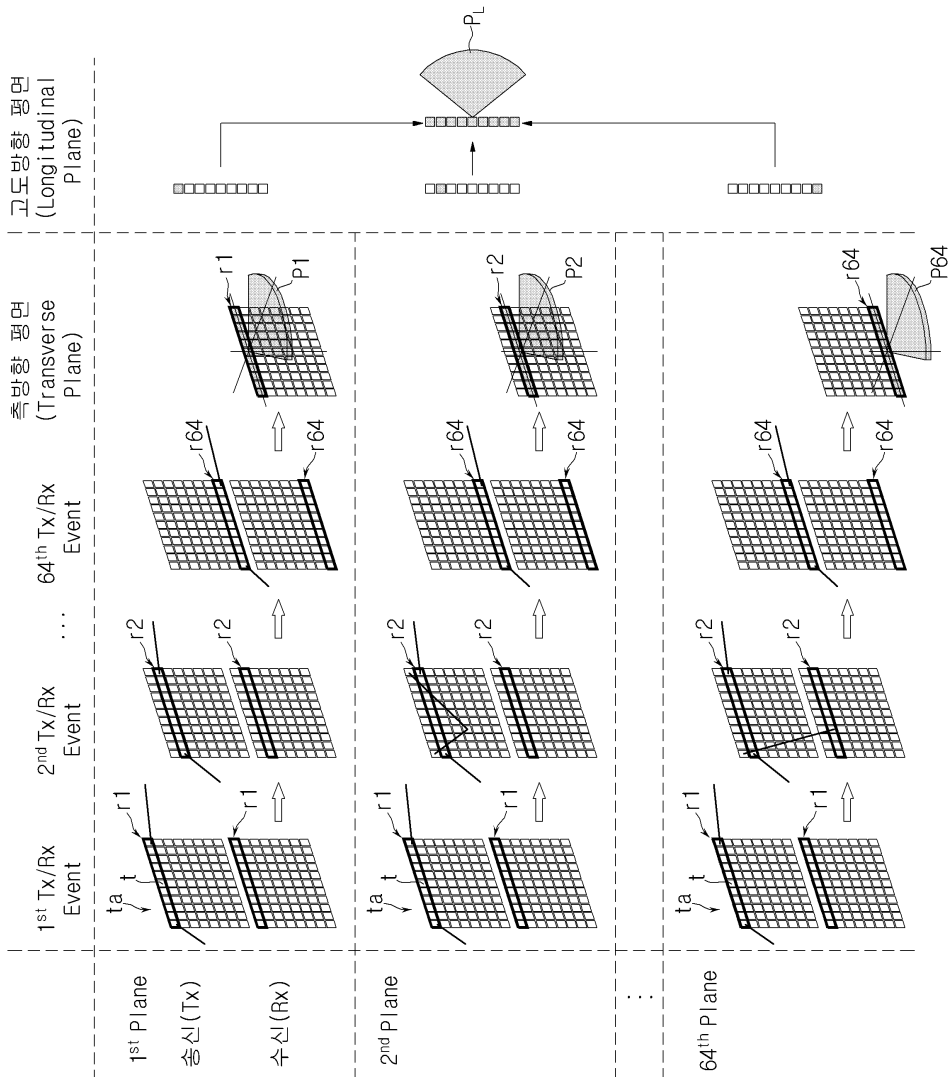 1st Tx/Rx
Event
2nd Tx/Rx
Event
...
64th Tx/Rx
Event
측방향 평면
(Transverse
Plane)
고도방향 평면
(Longitudinal
Plane)
1st Plane
송신(Tx)
수신(Rx)
ta
t
r1
r1
r2
r2
r64
r64
r1
P1
2nd Plane
ta
t
r1
r1
r2
r2
r64
r64
r2
P2
PL
...
64th Plane
ta
t
r1
r1
r2
r2
r64
r64
r64
P64